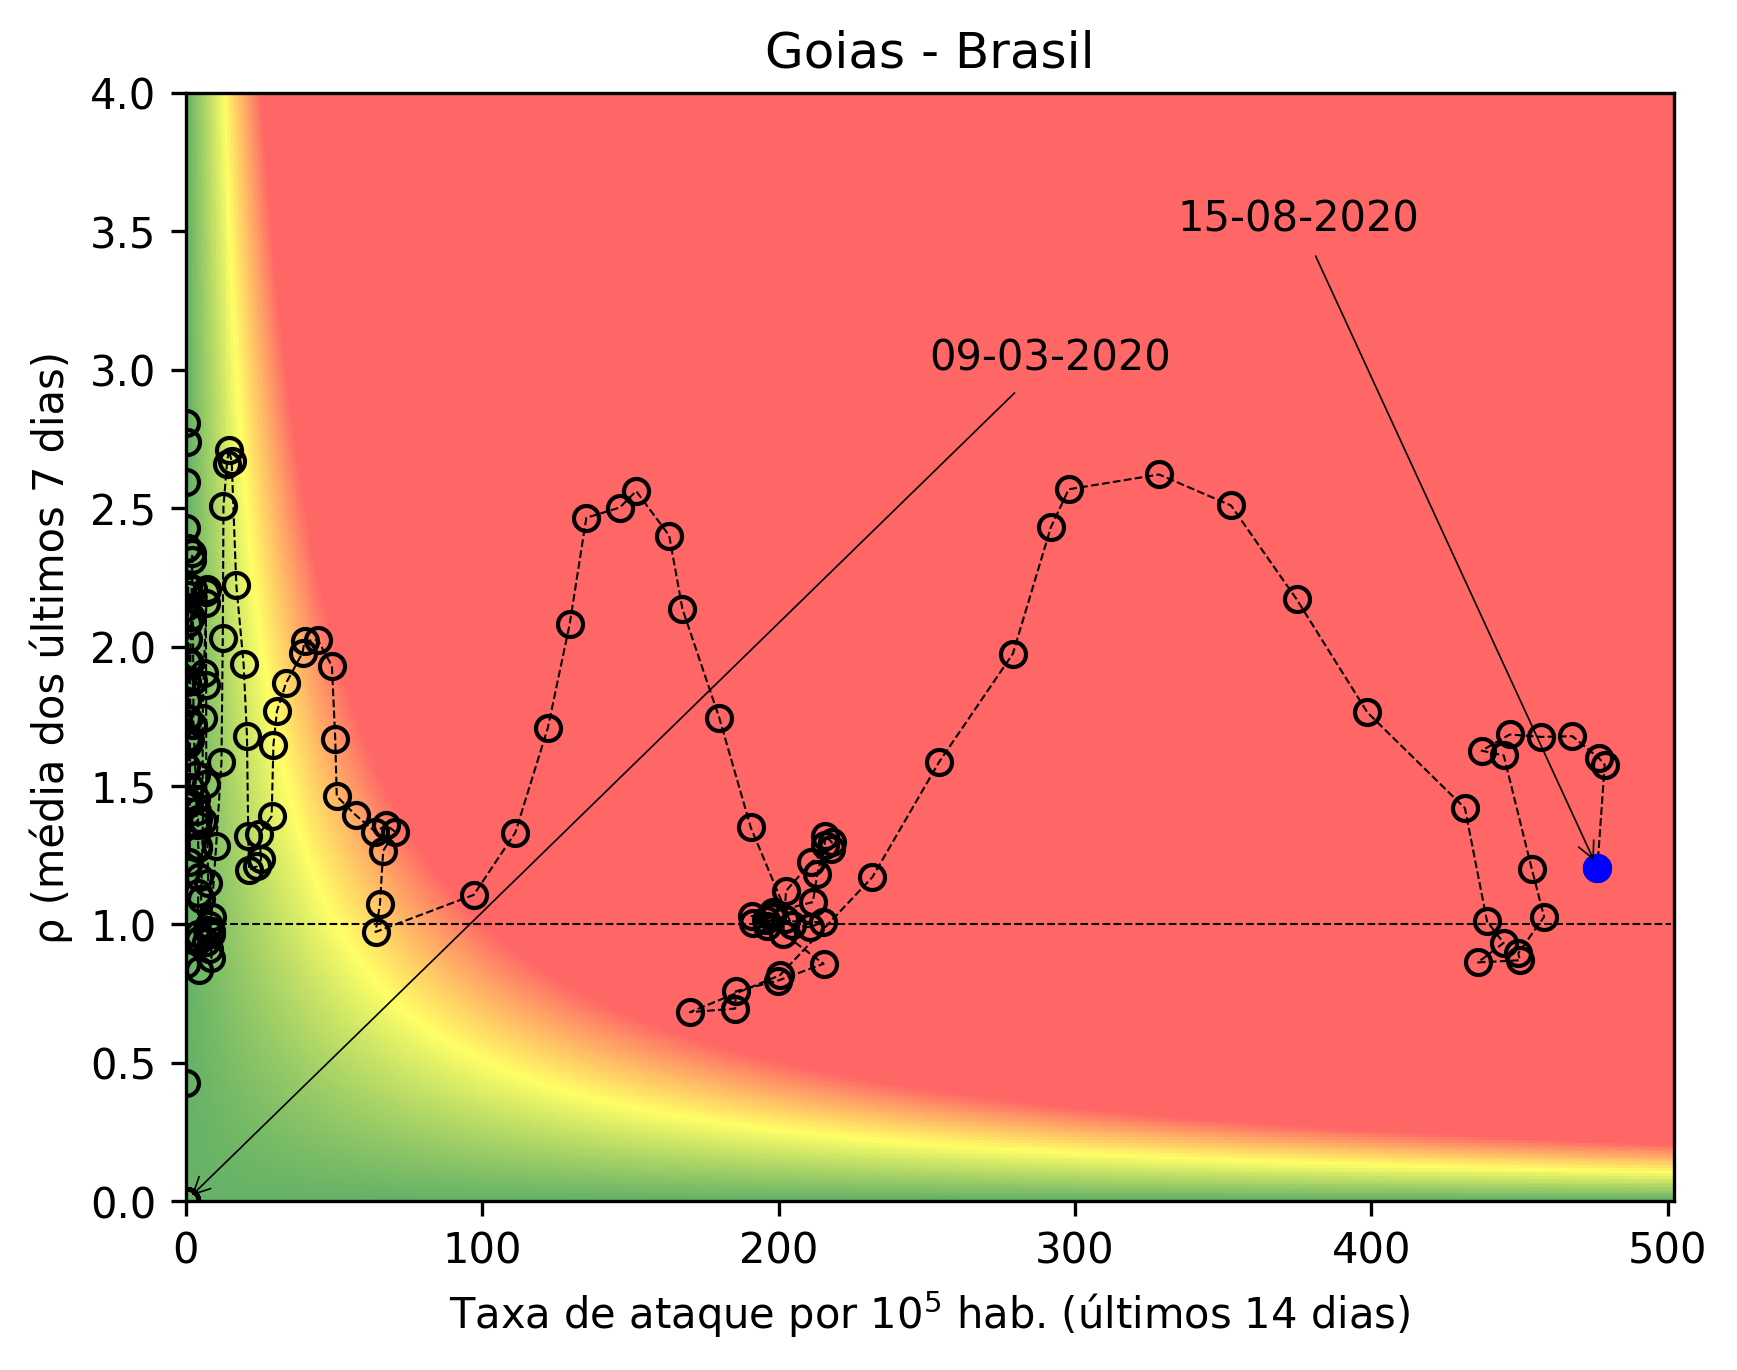 Goias - Brasil
4.0
3.5
3.0
2.5
2.0
1.5
1.0
0.5
0.0
ρ (média dos últimos 7 dias)
15-08-2020
09-03-2020
0 100 200 300 400 500
Taxa de ataque por 10⁵ hab. (últimos 14 dias)